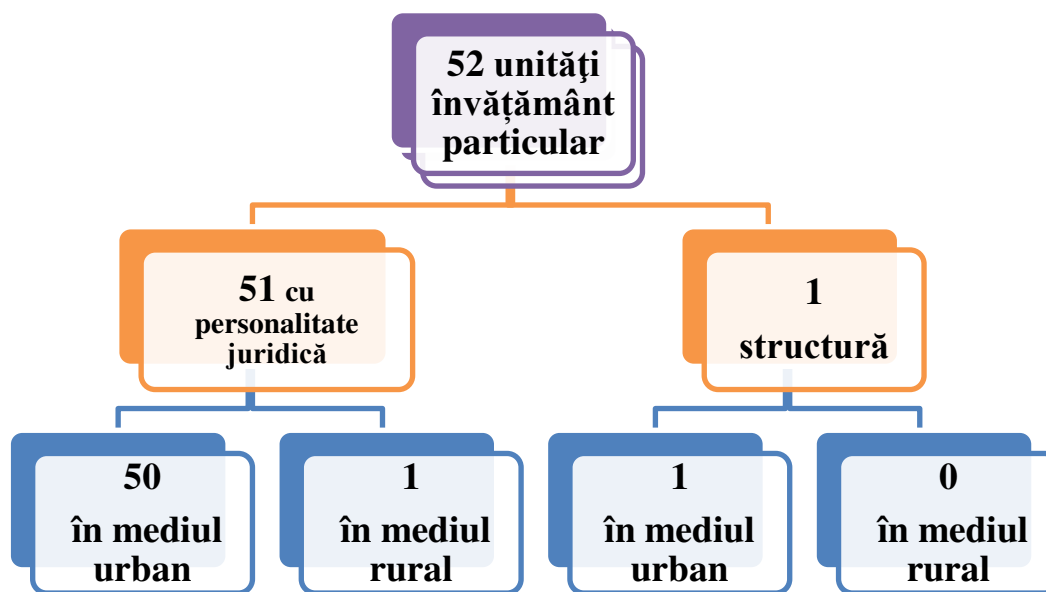 52 unităţi
învățământ
particular
51 cu
personalitate
juridică
1
structură
50
în mediul
urban
1
în mediul
rural
1
în mediul
urban
0
în mediul
rural